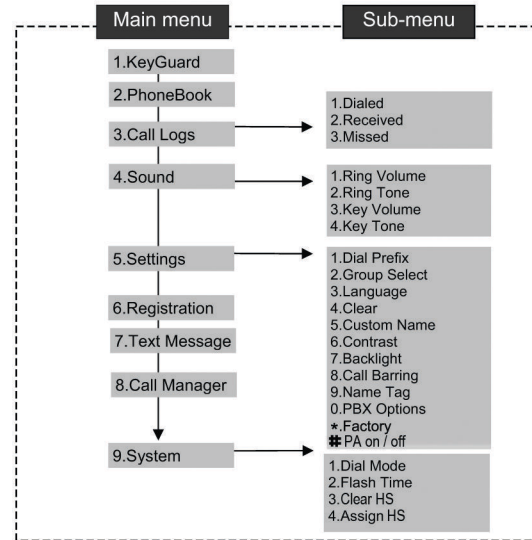 Main menu
Sub-menu
1.KeyGuard
2.PhoneBook
3.Call Logs
1.Dialed
2.Received
3.Missed
4.Sound
1.Ring Volume
2.Ring Tone
3.Key Volume
4.Key Tone
5.Settings
1.Dial Prefix
2.Group Select
3.Language
4.Clear
5.Custom Name
6.Contrast
7.Backlight
8.Call Barring
9.Name Tag
0.PBX Options
*.Factory
# PA on / off
6.Registration
7.Text Message
8.Call Manager
9.System
1.Dial Mode
2.Flash Time
3.Clear HS
4.Assign HS